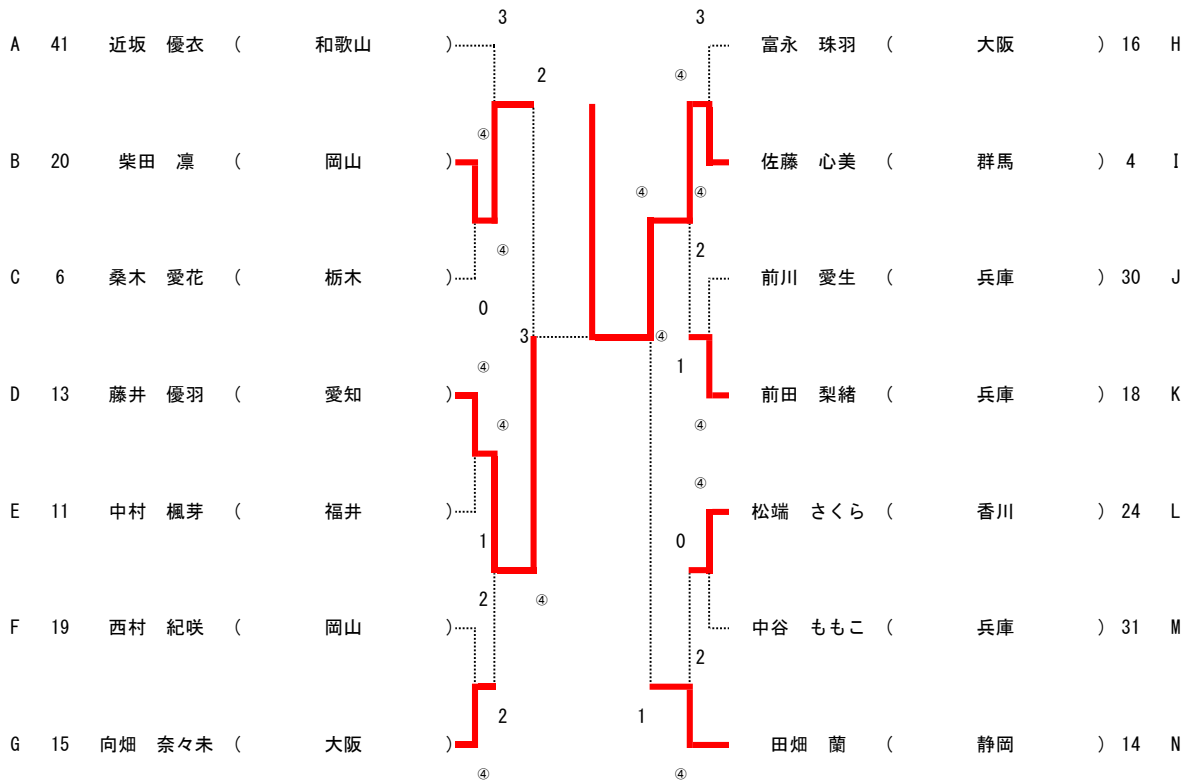 3 3
A 41 近坂 優衣 ( 和歌山 ) 富永 珠羽 ( 大阪 ) 16 H
2 ④
④
B 20 柴田 凛 ( 岡山 ) 佐藤 心美 ( 群馬 ) 4 I
④ ④
④ 2
C 6 桑木 愛花 ( 栃木 ) 前川 愛生 ( 兵庫 ) 30 J
0
3 ④
④ 1
D 13 藤井 優羽 ( 愛知 ) 前田 梨緒 ( 兵庫 ) 18 K
④ ④
④
E 11 中村 楓芽 ( 福井 ) 松端 さくら ( 香川 ) 24 L
1 0
2 ④
F 19 西村 紀咲 ( 岡山 ) 中谷 ももこ ( 兵庫 ) 31 M
2
2 1
G 15 向畑 奈々未 ( 大阪 ) 田畑 蘭 ( 静岡 ) 14 N
④ ④